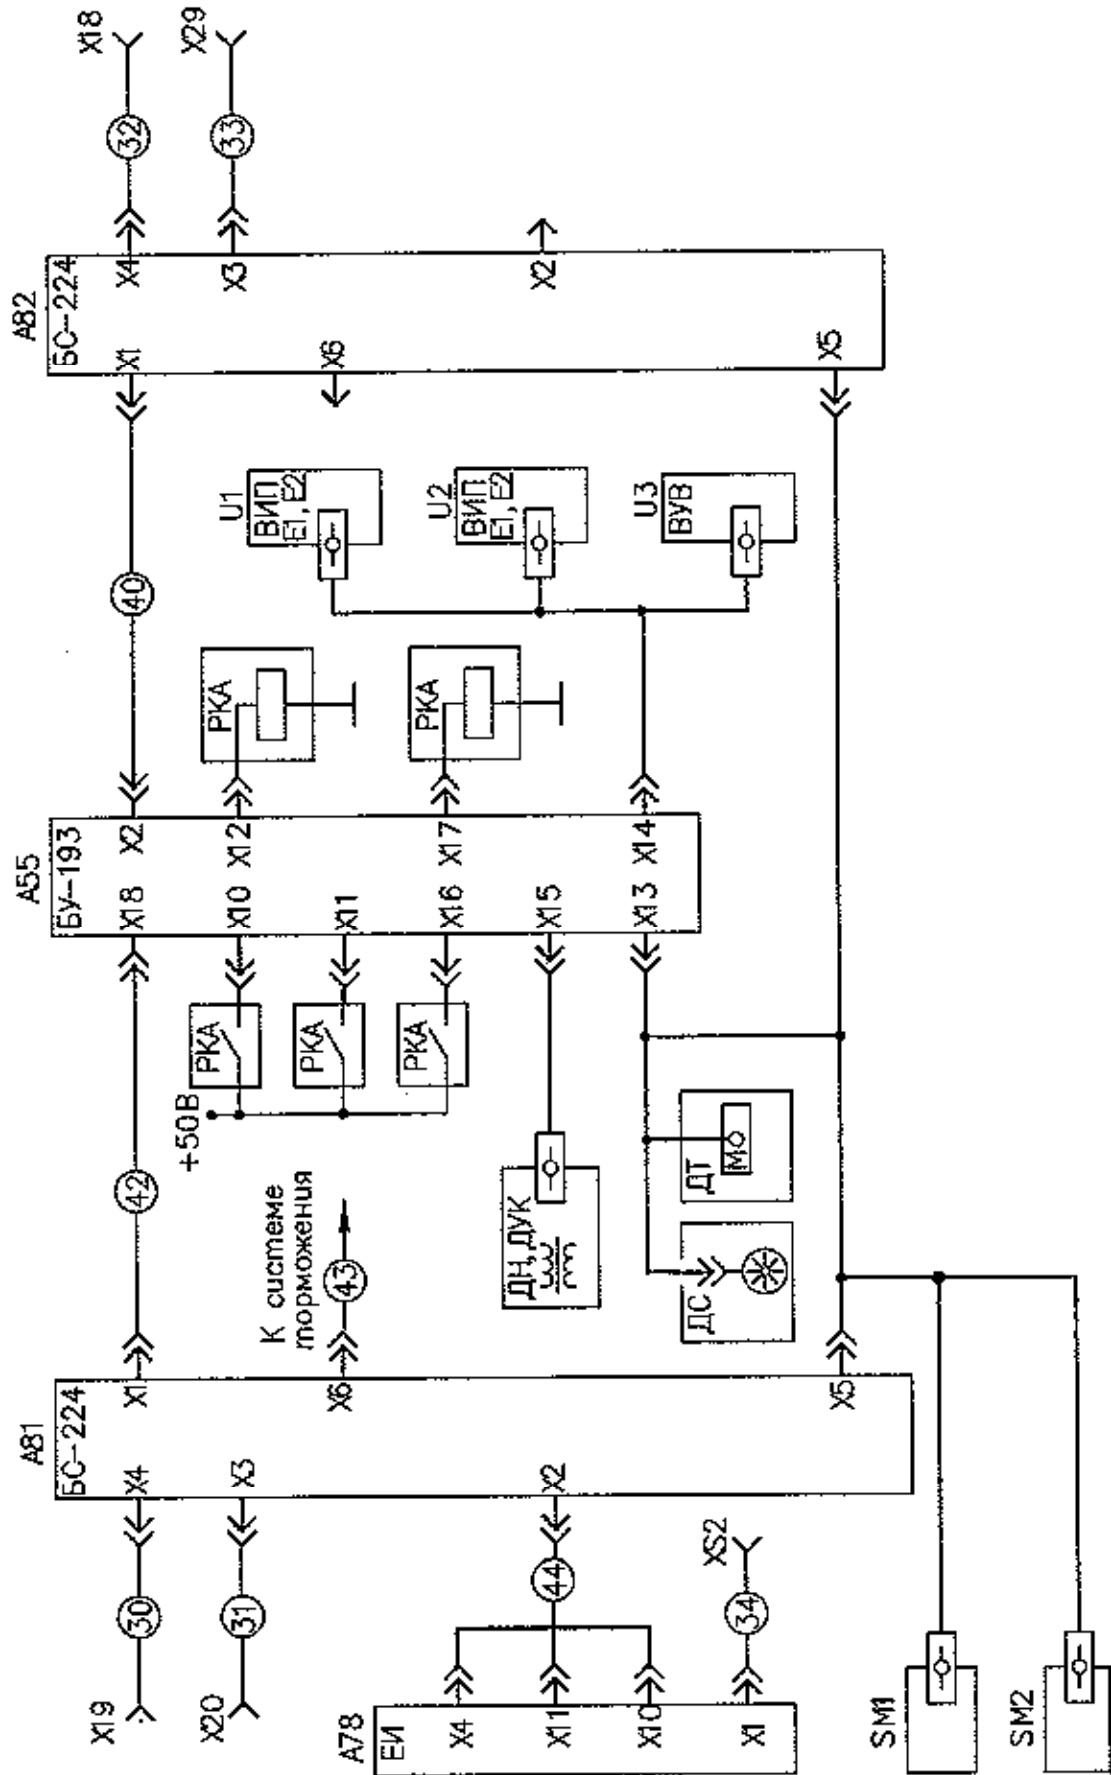 A81
БС-224
X4
X1
X3
X6
X2
X5
30
X19
31
X20
44
A78
ЕИ
X4
X11
X10
X1
34
XS2
SM1
SM2
42
43
К системе
торможения
+50В
РКА
РКА
РКА
ДН, ДУК
ДС
ДТ
М
A55
БУ-193
X18
X2
X10
X12
X11
X16
X17
X15
X13
X14
РКА
РКА
40
U1
ВИП
E1, E2
U2
ВИП
E1, E2
U3
ВУВ
A82
БС-224
X1
X4
X3
X6
X2
X5
32
X18
33
X29